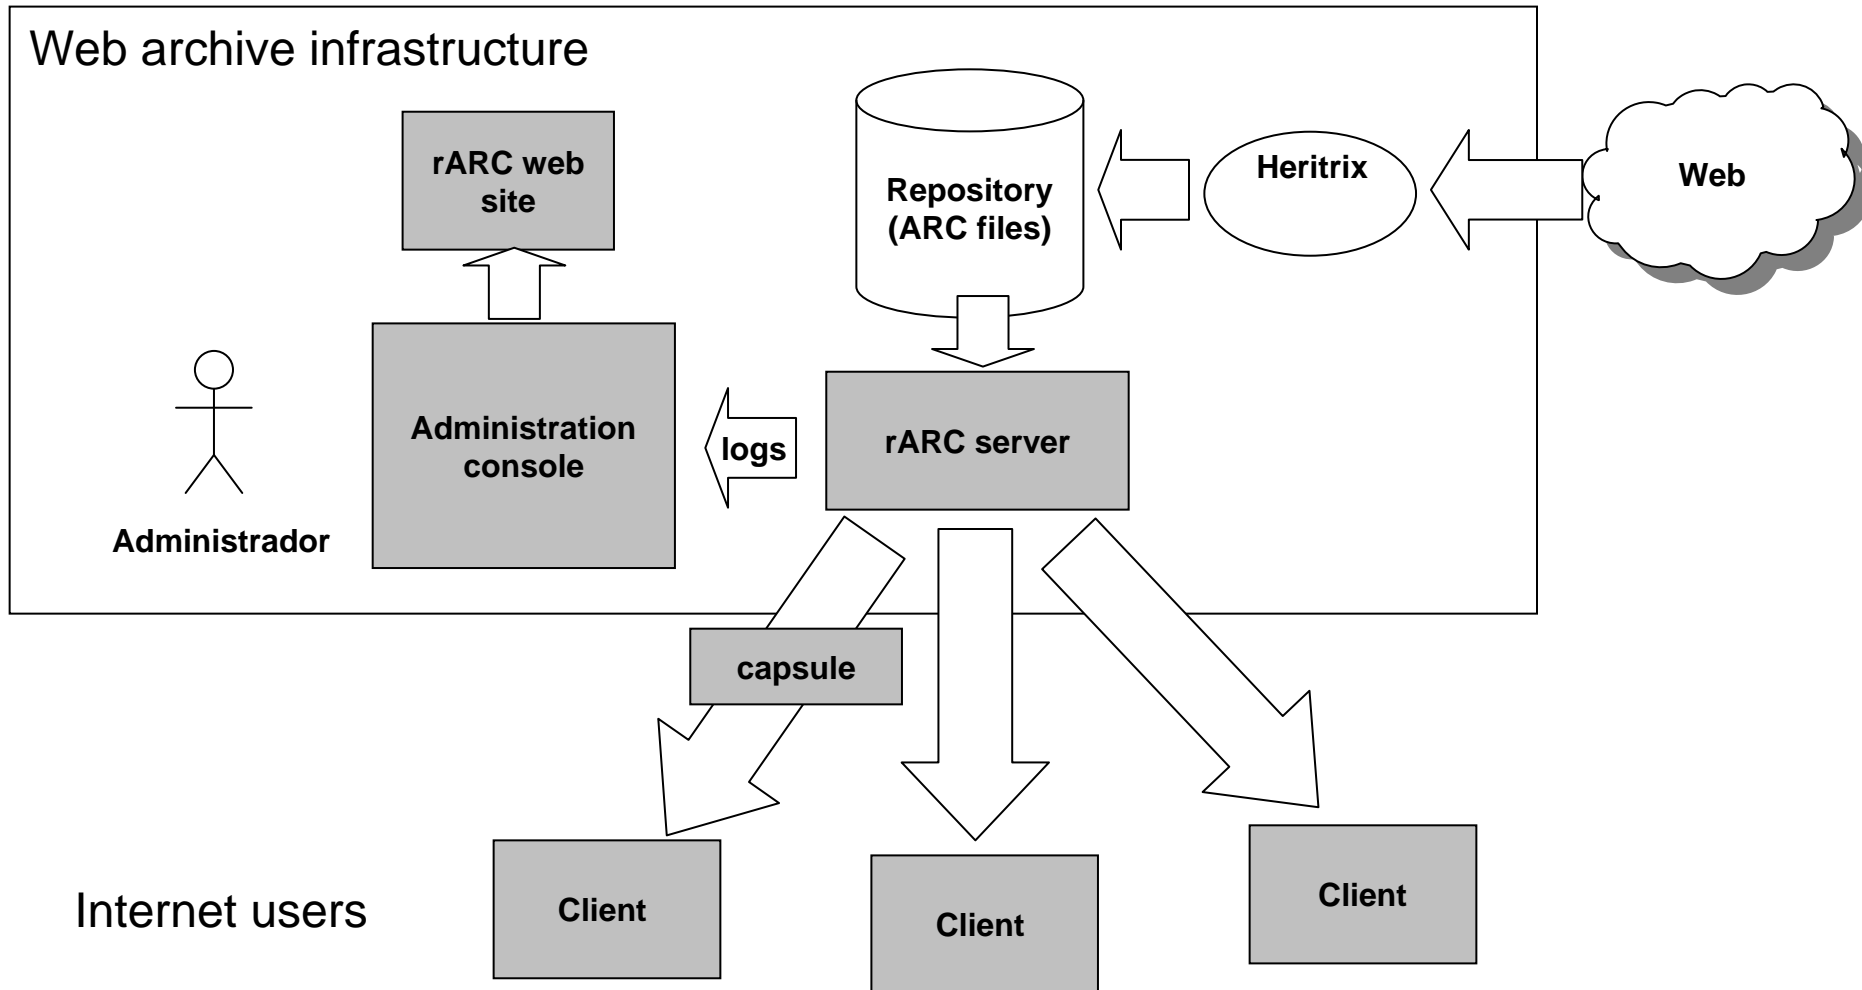 Web archive infrastructure
rARC web
site
Repository
(ARC files)
Heritrix
Web
Administration
console
logs
rARC server
Administrador
capsule
Internet users
Client
Client
Client